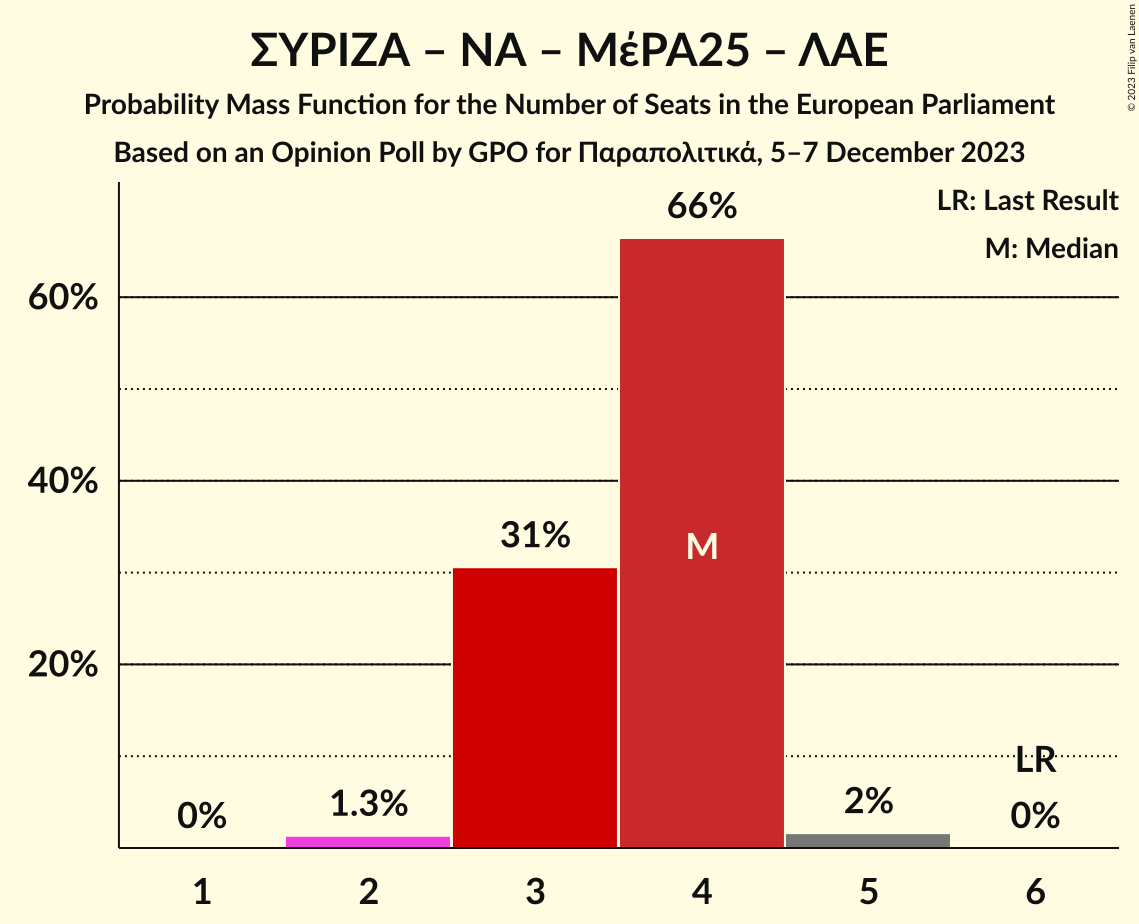 ΣΥΡΙΖΑ – ΝΑ – ΜέΡΑ25 – ΛΑΕ
Probability Mass Function for the Number of Seats in the European Parliament
Based on an Opinion Poll by GPO for Παραπολιτικά, 5–7 December 2023
© 2023 Filip van Laenen
LR: Last Result
M: Median
60%
40%
20%
0%
1.3%
31%
66%
M
2%
LR
0%
1 2 3 4 5 6